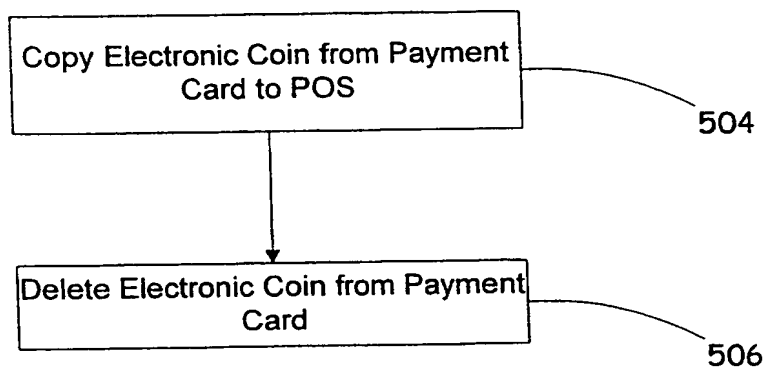 Copy Electronic Coin from Payment
Card to POS
504
Delete Electronic Coin from Payment
Card
506